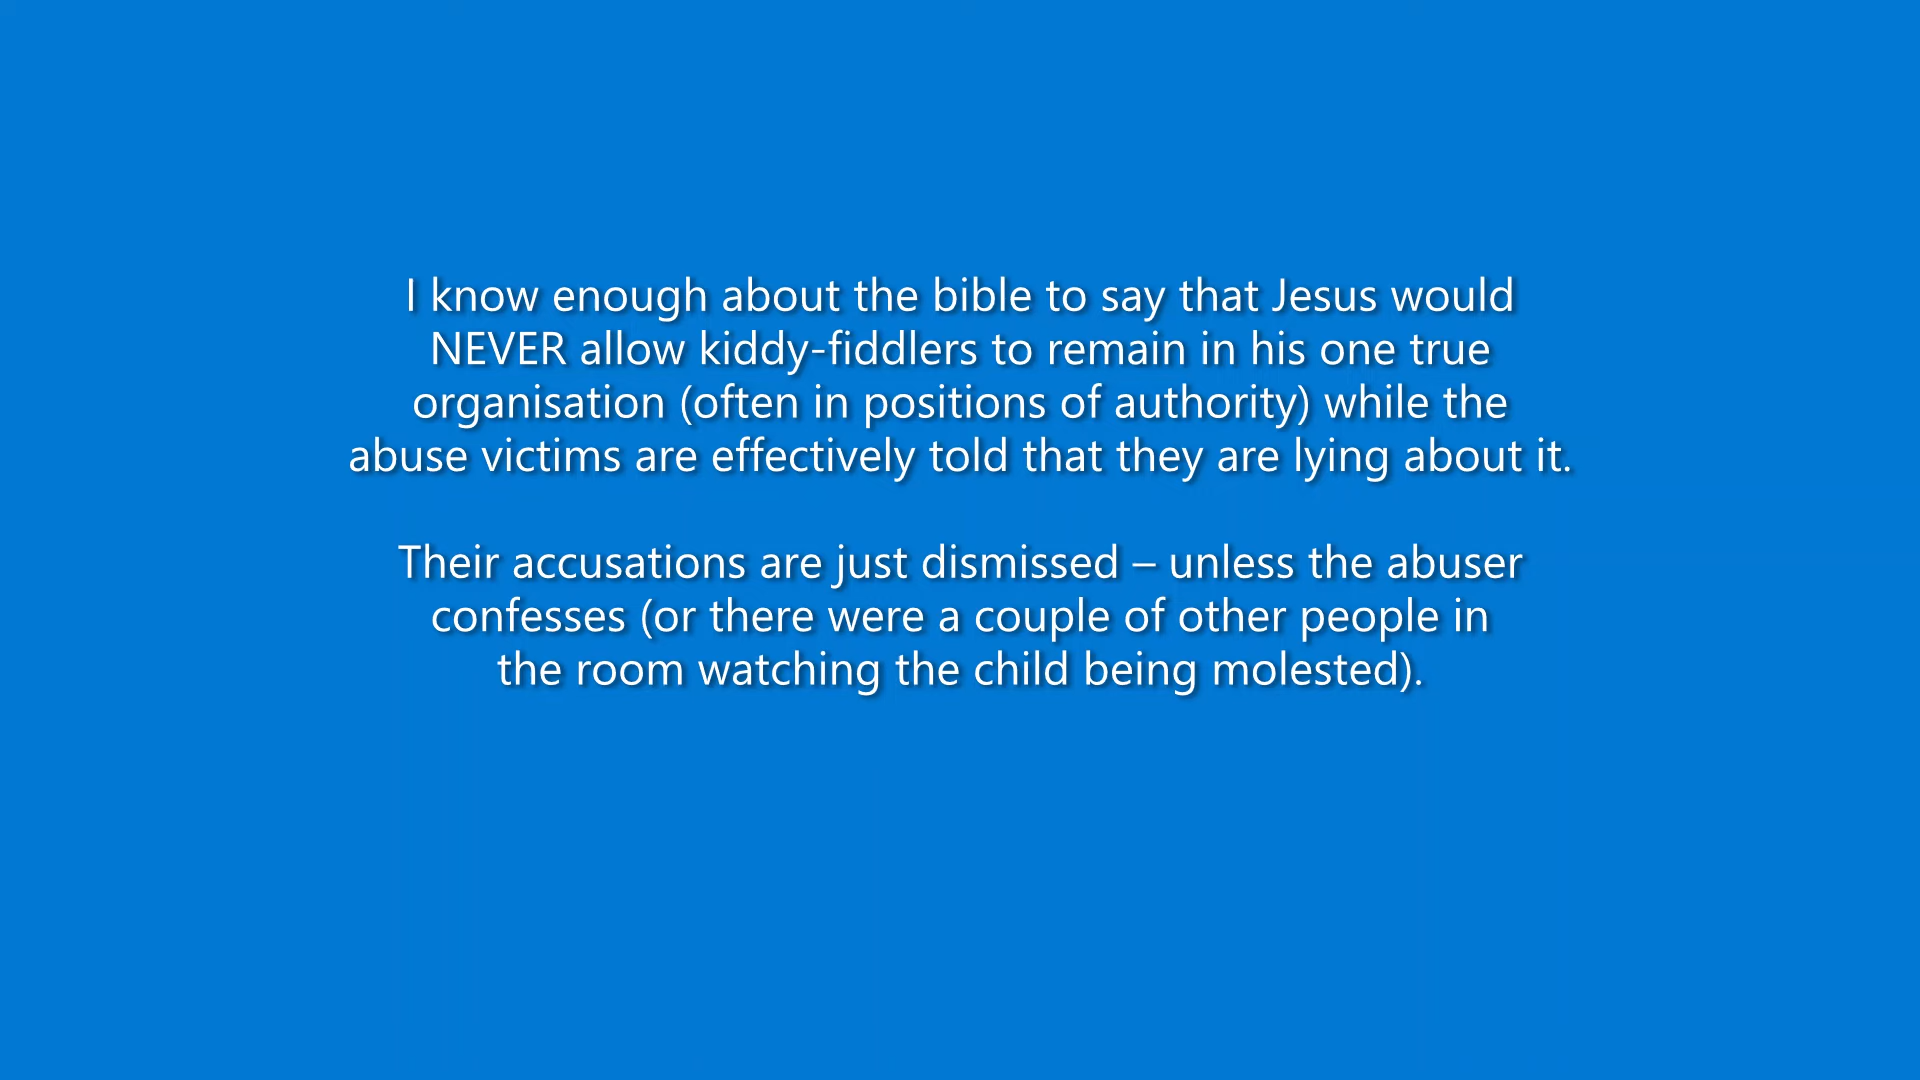 I know enough about the bible to say that Jesus would
NEVER allow kiddy-fiddlers to remain in his one true
organisation (often in positions of authority) while the
abuse victims are effectively told that they are lying about it.
Their accusations are just dismissed – unless the abuser
confesses (or there were a couple of other people in
the room watching the child being molested).